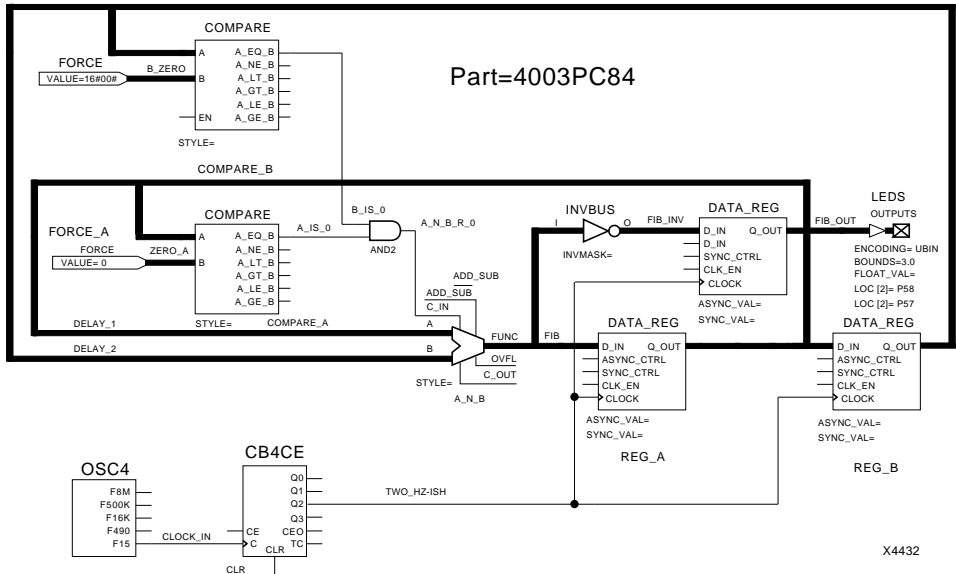 COMPARE
FORCE
VALUE=16#00#
B_ZERO
A
B
EN
A_EQ_B
A_NE_B
A_LT_B
A_GT_B
A_LE_B
A_GE_B
STYLE=
Part=4003PC84
COMPARE_B
COMPARE
FORCE_A
FORCE
VALUE= 0
ZERO_A
A
B
A_EQ_B
A_NE_B
A_LT_B
A_GT_B
A_LE_B
A_GE_B
STYLE=
COMPARE_A
A_IS_0
B_IS_0
AND2
A_N_B_R_0
ADD_SUB
ADD_SUB
C_IN
DELAY_1
A
DELAY_2
B
FUNC
OVFL
C_OUT
STYLE=
A_N_B
INVBUS
I
O
INVMASK=
FIB_INV
DATA_REG
D_IN
Q_OUT
D_IN
SYNC_CTRL
CLK_EN
CLOCK
ASYNC_VAL=
SYNC_VAL=
FIB_OUT
LEDS
OUTPUTS
ENCODING= UBIN
BOUNDS=3.0
FLOAT_VAL=
LOC [2]= P58
LOC [2]= P57
FIB
DATA_REG
D_IN
Q_OUT
ASYNC_CTRL
SYNC_CTRL
CLK_EN
CLOCK
ASYNC_VAL=
SYNC_VAL=
REG_A
DATA_REG
D_IN
Q_OUT
ASYNC_CTRL
SYNC_CTRL
CLK_EN
CLOCK
ASYNC_VAL=
SYNC_VAL=
REG_B
OSC4
F8M
F500K
F16K
F490
F15
CLOCK_IN
CB4CE
Q0
Q1
Q2
Q3
CE
CEO
C
TC
CLR
CLR
TWO_HZ-ISH
X4432